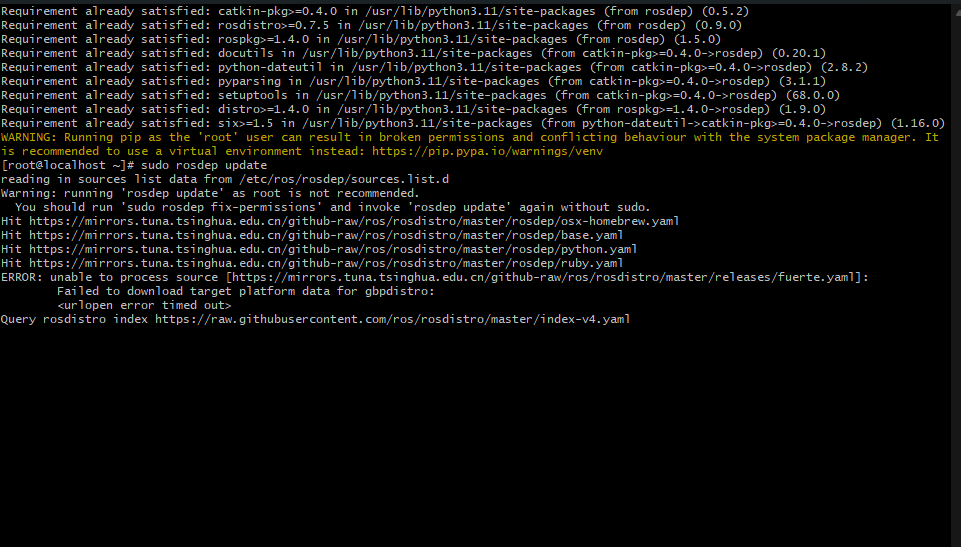 Requirement already satisfied: catkin-pkg>=0.4.0 in /usr/lib/python3.11/site-packages (from rosdep) (0.5.2)
Requirement already satisfied: rosdistro>=0.7.5 in /usr/lib/python3.11/site-packages (from rosdep) (0.9.0)
Requirement already satisfied: rospkg>=1.4.0 in /usr/lib/python3.11/site-packages (from rosdep) (1.5.0)
Requirement already satisfied: docutils in /usr/lib/python3.11/site-packages (from catkin-pkg>=0.4.0->rosdep) (0.20.1)
Requirement already satisfied: python-dateutil in /usr/lib/python3.11/site-packages (from catkin-pkg>=0.4.0->rosdep) (2.8.2)
Requirement already satisfied: pyparsing in /usr/lib/python3.11/site-packages (from catkin-pkg>=0.4.0->rosdep) (3.1.1)
Requirement already satisfied: setuptools in /usr/lib/python3.11/site-packages (from catkin-pkg>=0.4.0->rosdep) (68.0.0)
Requirement already satisfied: distro>=1.4.0 in /usr/lib/python3.11/site-packages (from rospkg>=1.4.0->rosdep) (1.9.0)
Requirement already satisfied: six>=1.5 in /usr/lib/python3.11/site-packages (from python-dateutil->catkin-pkg>=0.4.0->rosdep) (1.16.0)
WARNING: Running pip as the 'root' user can result in broken permissions and conflicting behaviour with the system package manager. It
is recommended to use a virtual environment instead: https://pip.pypa.io/warnings/venv
[root@localhost ~]# sudo rosdep update
reading in sources list data from /etc/ros/rosdep/sources.list.d
Warning: running 'rosdep update' as root is not recommended.
  You should run 'sudo rosdep fix-permissions' and invoke 'rosdep update' again without sudo.
Hit https://mirrors.tuna.tsinghua.edu.cn/github-raw/ros/rosdistro/master/rosdep/osx-homebrew.yaml
Hit https://mirrors.tuna.tsinghua.edu.cn/github-raw/ros/rosdistro/master/rosdep/base.yaml
Hit https://mirrors.tuna.tsinghua.edu.cn/github-raw/ros/rosdistro/master/rosdep/python.yaml
Hit https://mirrors.tuna.tsinghua.edu.cn/github-raw/ros/rosdistro/master/rosdep/ruby.yaml
ERROR: unable to process source [https://mirrors.tuna.tsinghua.edu.cn/github-raw/ros/rosdistro/master/releases/fuerte.yaml]:
        Failed to download target platform data for gbpdistro:
        <urlopen error timed out>
Query rosdistro index https://raw.githubusercontent.com/ros/rosdistro/master/index-v4.yaml